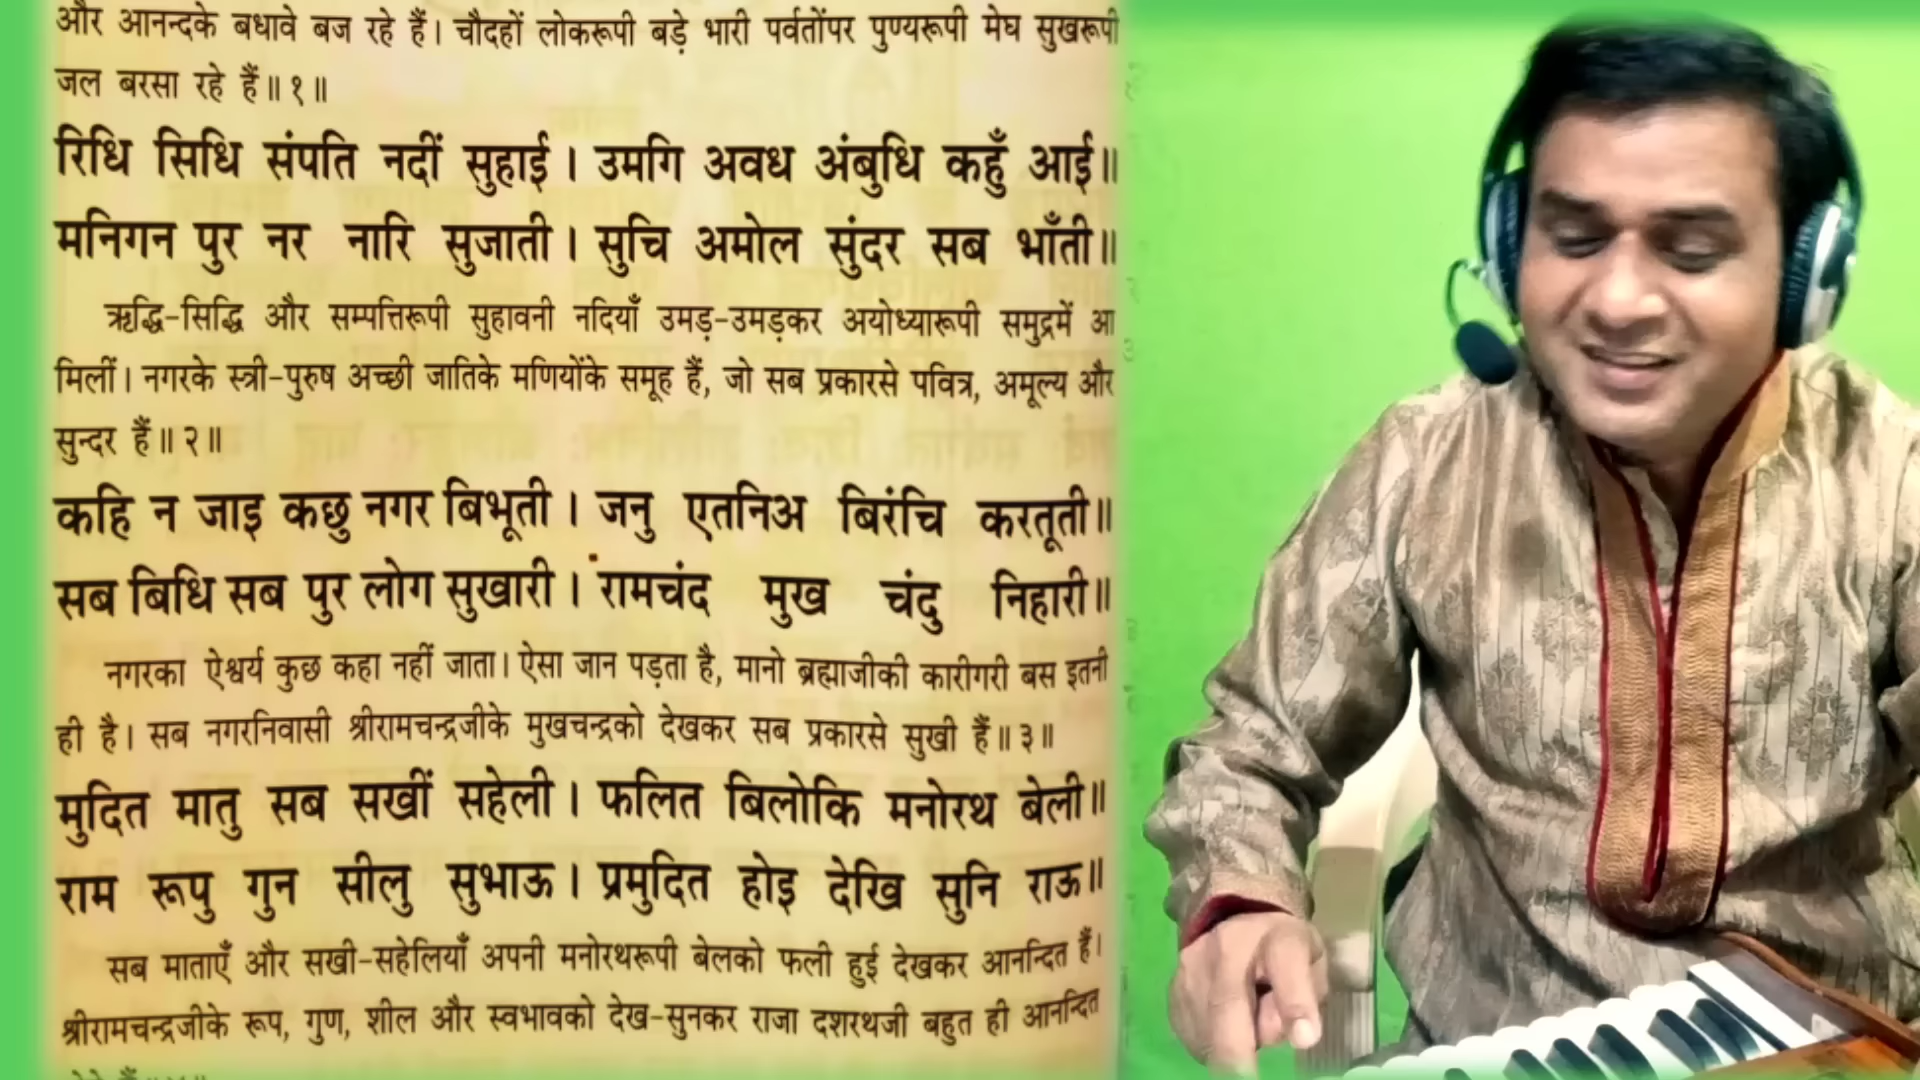 और आनन्दके बधावे बज रहे हैं। चौदहों लोकरूपी बड़े भारी पर्वतोंपर पुण्यरूपी मेघ सुखरूपी
जल बरसा रहे हैं॥१॥
रिधि सिधि संपति नदीं सुहाई। उमगि अवध अंबुधि कहुँ आई॥
मनिगन पुर नर नारि सुजाती। सुचि अमोल सुंदर सब भाँती॥
ऋद्धि-सिद्धि और सम्पत्तिरूपी सुहावनी नदियाँ उमड़-उमड़कर अयोध्यारूपी समुद्रमें आ
मिलीं। नगरके स्त्री-पुरुष अच्छी जातिके मणियोंके समूह हैं, जो सब प्रकारसे पवित्र, अमूल्य और
सुन्दर हैं॥२॥
कहि न जाइ कछु नगर बिभूती। जनु एतनिअ बिरंचि करतूती॥
सब बिधि सब पुर लोग सुखारी। रामचंद मुख चंदु निहारी॥
नगरका ऐश्वर्य कुछ कहा नहीं जाता। ऐसा जान पड़ता है, मानो ब्रह्माजीकी कारीगरी बस इतनी
ही है। सब नगरनिवासी श्रीरामचन्द्रजीके मुखचन्द्रको देखकर सब प्रकारसे सुखी हैं॥३॥
मुदित मातु सब सखीं सहेली। फलित बिलोकि मनोरथ बेली॥
राम रूपु गुन सीलु सुभाऊ। प्रमुदित होइ देखि सुनि राऊ॥
सब माताएँ और सखी-सहेलियाँ अपनी मनोरथरूपी बेलको फली हुई देखकर आनन्दित हैं।
श्रीरामचन्द्रजीके रूप, गुण, शील और स्वभावको देख-सुनकर राजा दशरथजी बहुत ही आनन्दित